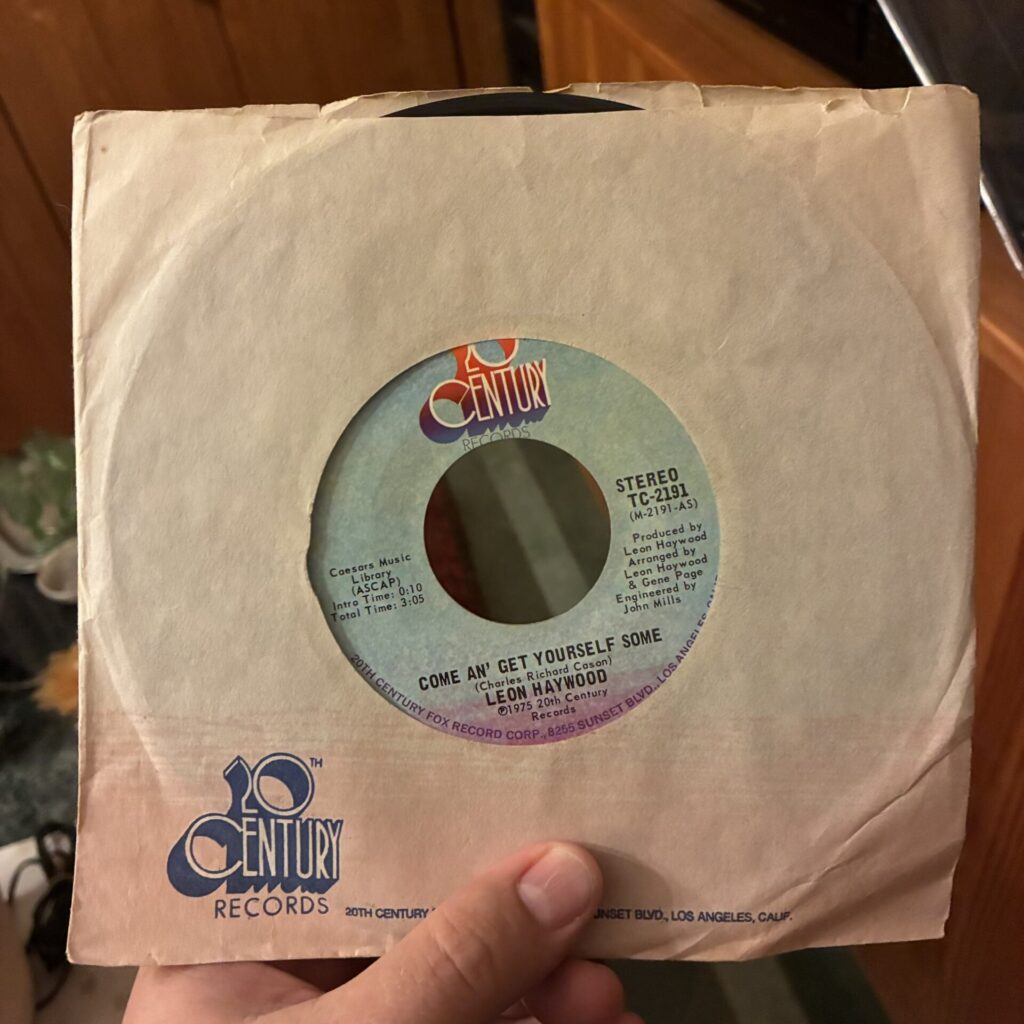 20
CENTURY
RECORDS
STEREO
TC-2191
(M-2191-AS)
Produced by
Leon Haywood
Arranged by
Leon Haywood
& Gene Page
Engineered by
John Mills
Caesars Music
Library
(ASCAP)
Intro Time: 0:10
Total Time: 3:05
COME AN' GET YOURSELF SOME
(Charles Richard Cason)
LEON HAYWOOD
℗1975 20th Century
Records
20TH CENTURY FOX RECORD CORP., 8255 SUNSET BLVD., LOS ANGELES,
20TH
CENTURY
RECORDS
20TH CENTURY BLVD., LOS ANGELES, CALIF.